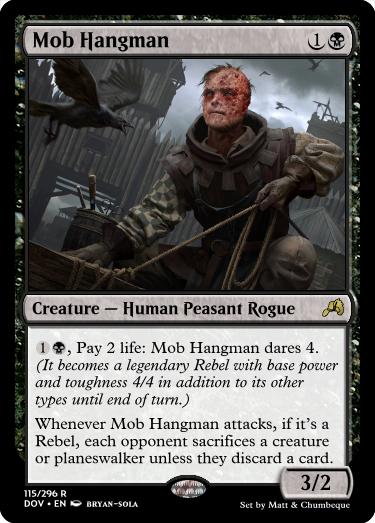 Mob Hangman 1
Creature — Human Peasant Rogue
1 , Pay 2 life: Mob Hangman dares 4.
(It becomes a legendary Rebel with base power
and toughness 4/4 in addition to its other
types until end of turn.)
Whenever Mob Hangman attacks, if it's a
Rebel, each opponent sacrifices a creature
or planeswalker unless they discard a card.
3/2
115/296 R
DOV • EN BRYAN-SOLA
Set by Matt & Chumbeque